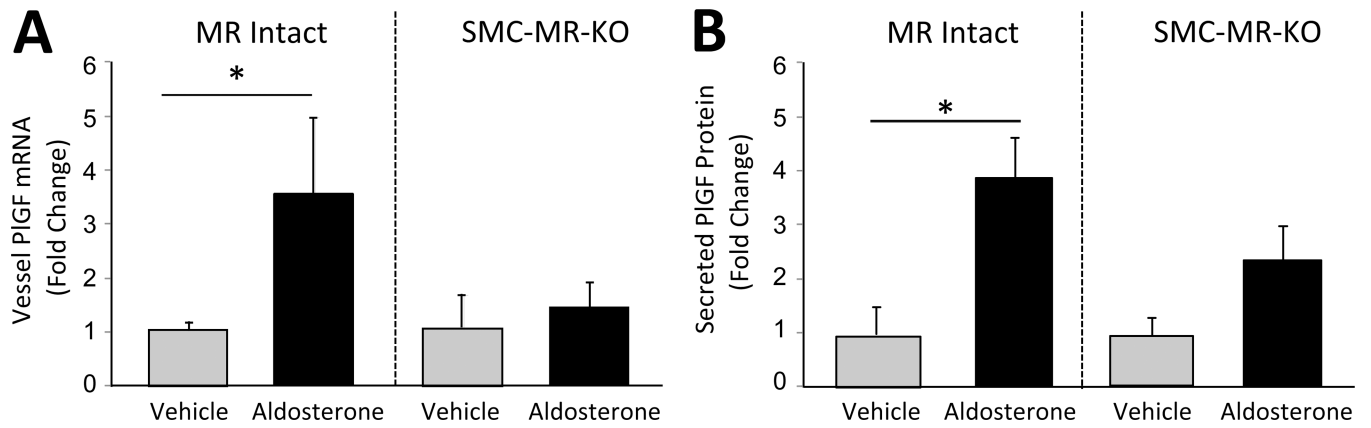 A
MR Intact
SMC-MR-KO
Vessel PlGF mRNA
(Fold Change)
6
5
4
3
2
1
0
*
Vehicle
Aldosterone
Vehicle
Aldosterone
B
MR Intact
SMC-MR-KO
Secreted PlGF Protein
(Fold Change)
6
5
4
3
2
1
0
*
Vehicle
Aldosterone
Vehicle
Aldosterone